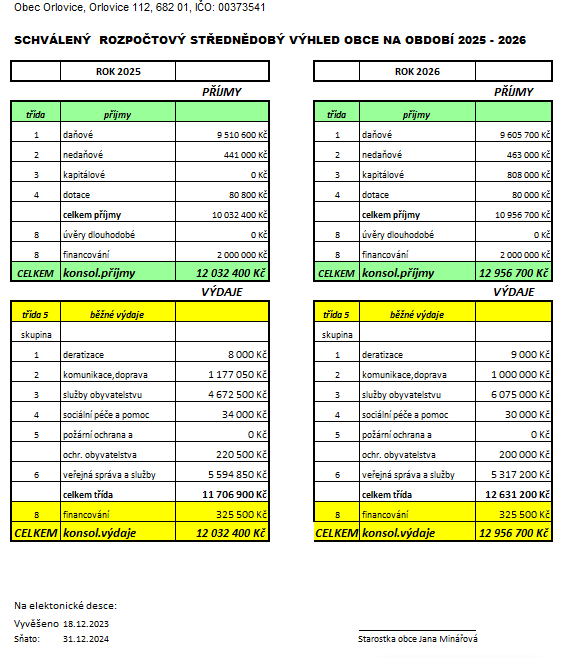 Obec Orlovice, Orlovice 112, 682 01, IČO: 00373541
SCHVÁLENÝ ROZPOČTOVÝ STŘEDNĚDOBÝ VÝHLED OBCE NA OBDOBÍ 2025 - 2026
ROK 2025
PŘÍJMY
třída příjmy
1 daňové 9 510 600 Kč
2 nedaňové 441 000 Kč
3 kapitálové 0 Kč
4 dotace 80 800 Kč
celkem příjmy 10 032 400 Kč
8 úvěry dlouhodobé 0 Kč
8 financování 2 000 000 Kč
CELKEM konsol.příjmy 12 032 400 Kč
VÝDAJE
třída 5 běžné výdaje
skupina
1 deratizace 8 000 Kč
2 komunikace,doprava 1 177 050 Kč
3 služby obyvatelstvu 4 672 500 Kč
4 sociální péče a pomoc 34 000 Kč
5 požární ochrana a 0 Kč
ochr. obyvatelstva 220 500 Kč
6 veřejná správa a služby 5 594 850 Kč
celkem třída 11 706 900 Kč
8 financování 325 500 Kč
CELKEM konsol.výdaje 12 032 400 Kč
ROK 2026
PŘÍJMY
třída příjmy
1 daňové 9 605 700 Kč
2 nedaňové 463 000 Kč
3 kapitálové 808 000 Kč
4 dotace 80 000 Kč
celkem příjmy 10 956 700 Kč
8 úvěry dlouhodobé 0 Kč
8 financování 2 000 000 Kč
CELKEM konsol.příjmy 12 956 700 Kč
VÝDAJE
třída 5 běžné výdaje
skupina
1 deratizace 9 000 Kč
2 komunikace,doprava 1 000 000 Kč
3 služby obyvatelstvu 6 075 000 Kč
4 sociální péče a pomoc 30 000 Kč
5 požární ochrana a 0 Kč
ochr. obyvatelstva 200 000 Kč
6 veřejná správa a služby 5 317 200 Kč
celkem třída 12 631 200 Kč
8 financování 325 500 Kč
CELKEM konsol.výdaje 12 956 700 Kč
Na elektonické desce:
Vyvěšeno 18.12.2023
Sňato: 31.12.2024
Starostka obce Jana Minářová